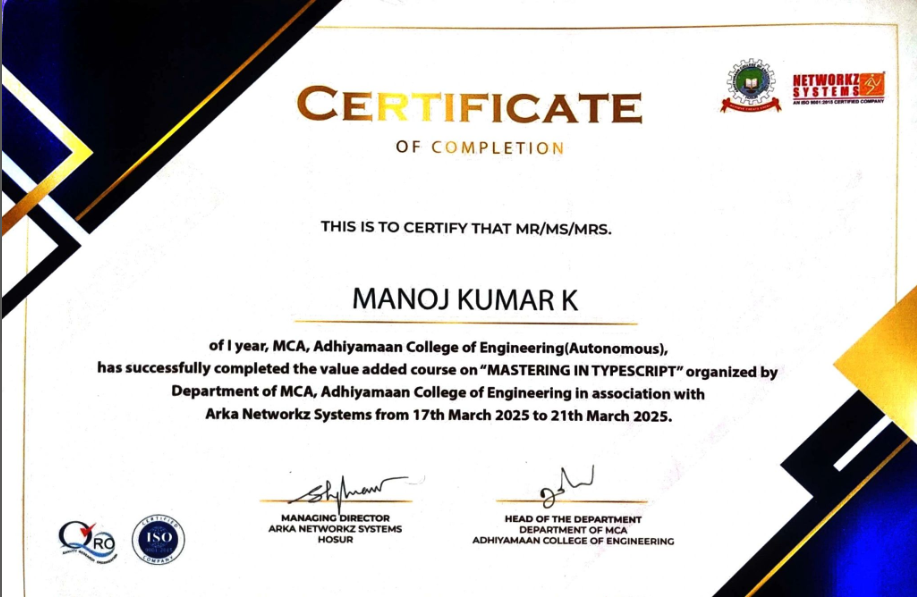 CERTIFICATE
OF COMPLETION
NETWORKZ
SYSTEMS
AN ISO 9001:2015 CERTIFIED COMPANY
THIS IS TO CERTIFY THAT MR/MS/MRS.
MANOJ KUMAR K
of I year, MCA, Adhiyamaan College of Engineering(Autonomous),
has successfully completed the value added course on “MASTERING IN TYPESCRIPT” organized by
Department of MCA, Adhiyamaan College of Engineering in association with
Arka Networkz Systems from 17th March 2025 to 21th March 2025.
MANAGING DIRECTOR
ARKA NETWORKZ SYSTEMS
HOSUR
HEAD OF THE DEPARTMENT
DEPARTMENT OF MCA
ADHIYAMAAN COLLEGE OF ENGINEERING
QRO
CERTIFIED
ISO
COMPANY